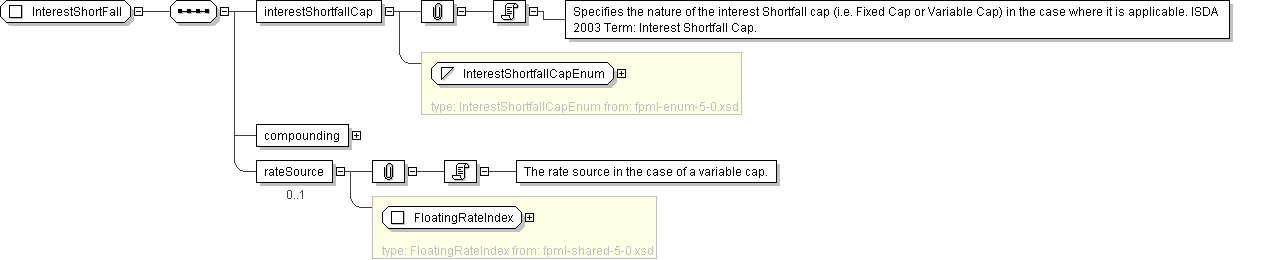 InterestShortFall
interestShortfallCap
Specifies the nature of the interest Shortfall cap (i.e. Fixed Cap or Variable Cap) in the case where it is applicable. ISDA
2003 Term: Interest Shortfall Cap.
InterestShortfallCapEnum
type: InterestShortfallCapEnum from: fpml-enum-5-0.xsd
compounding
rateSource
The rate source in the case of a variable cap.
0..1
FloatingRateIndex
type: FloatingRateIndex from: fpml-shared-5-0.xsd